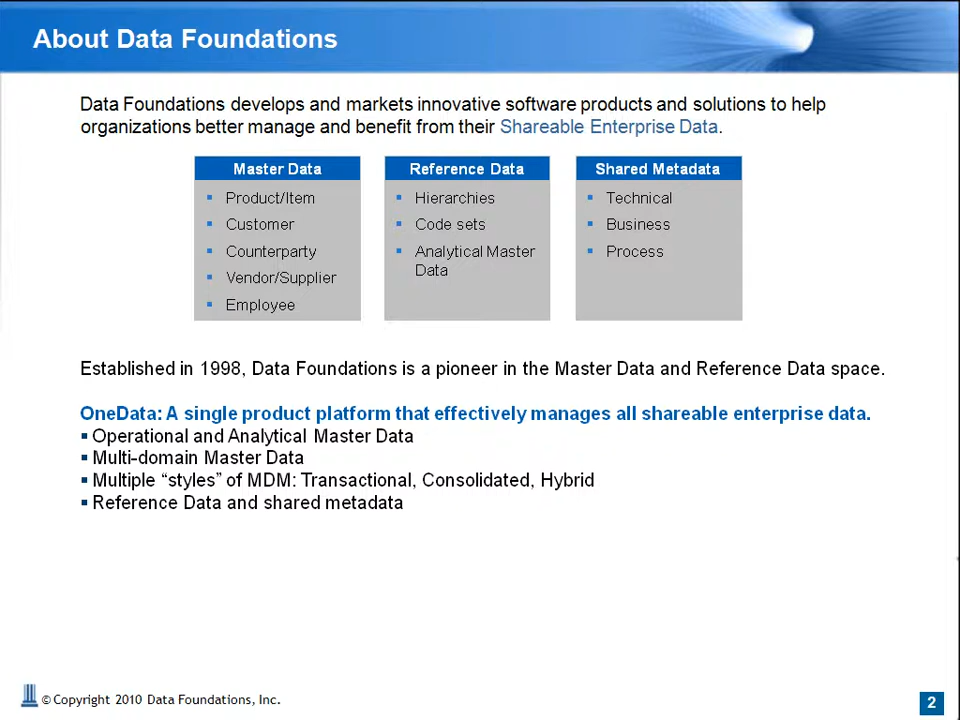 About Data Foundations
Data Foundations develops and markets innovative software products and solutions to help
organizations better manage and benefit from their Shareable Enterprise Data.
Master Data
▪ Product/Item
▪ Customer
▪ Counterparty
▪ Vendor/Supplier
▪ Employee
Reference Data
▪ Hierarchies
▪ Code sets
▪ Analytical Master
Data
Shared Metadata
▪ Technical
▪ Business
▪ Process
Established in 1998, Data Foundations is a pioneer in the Master Data and Reference Data space.
OneData: A single product platform that effectively manages all shareable enterprise data.
▪ Operational and Analytical Master Data
▪ Multi-domain Master Data
▪ Multiple “styles” of MDM: Transactional, Consolidated, Hybrid
▪ Reference Data and shared metadata
© Copyright 2010 Data Foundations, Inc.
2